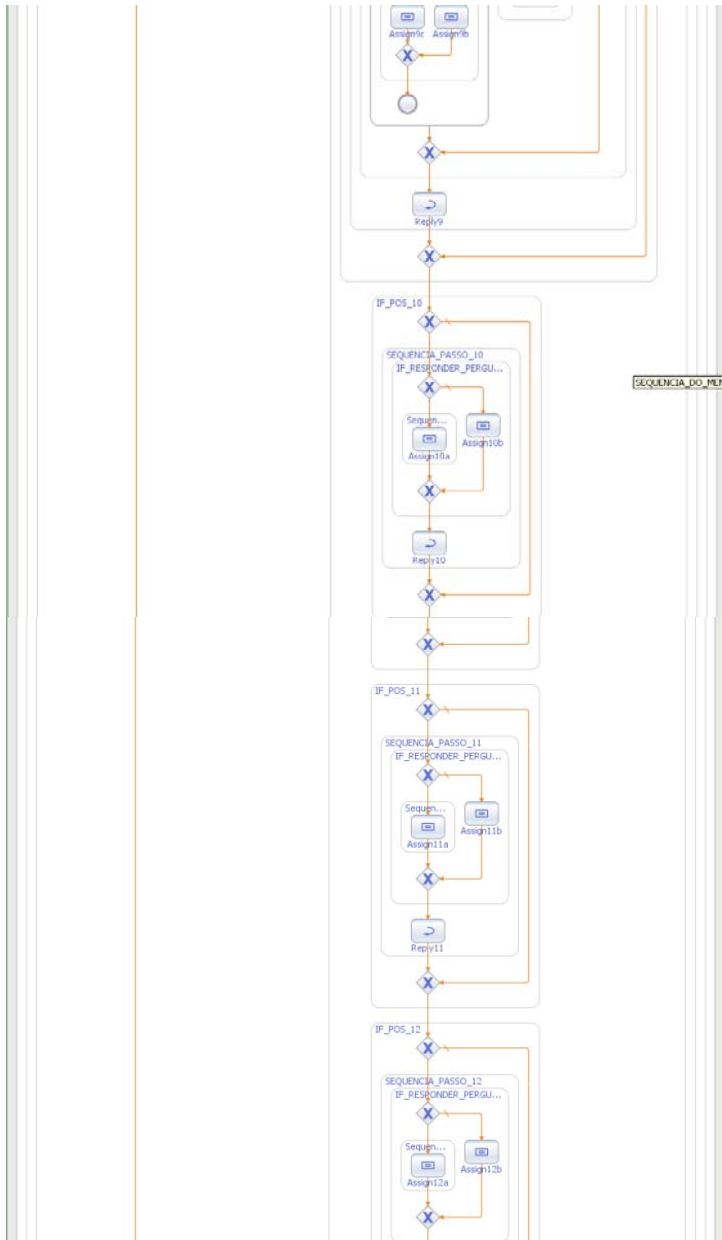 Assign9c Assign9b
Reply9
IF_POS_10
SEQUENCIA_PASSO_10
IF_RESPONDER_PERGU...
SEQUENCIA_DO_MEN
Sequen...
Assign10b
Assign10a
Reply10
IF_POS_11
SEQUENCIA_PASSO_11
IF_RESPONDER_PERGU...
Sequen...
Assign11b
Assign11a
Reply11
IF_POS_12
SEQUENCIA_PASSO_12
IF_RESPONDER_PERGU...
Sequen...
Assign12b
Assign12a